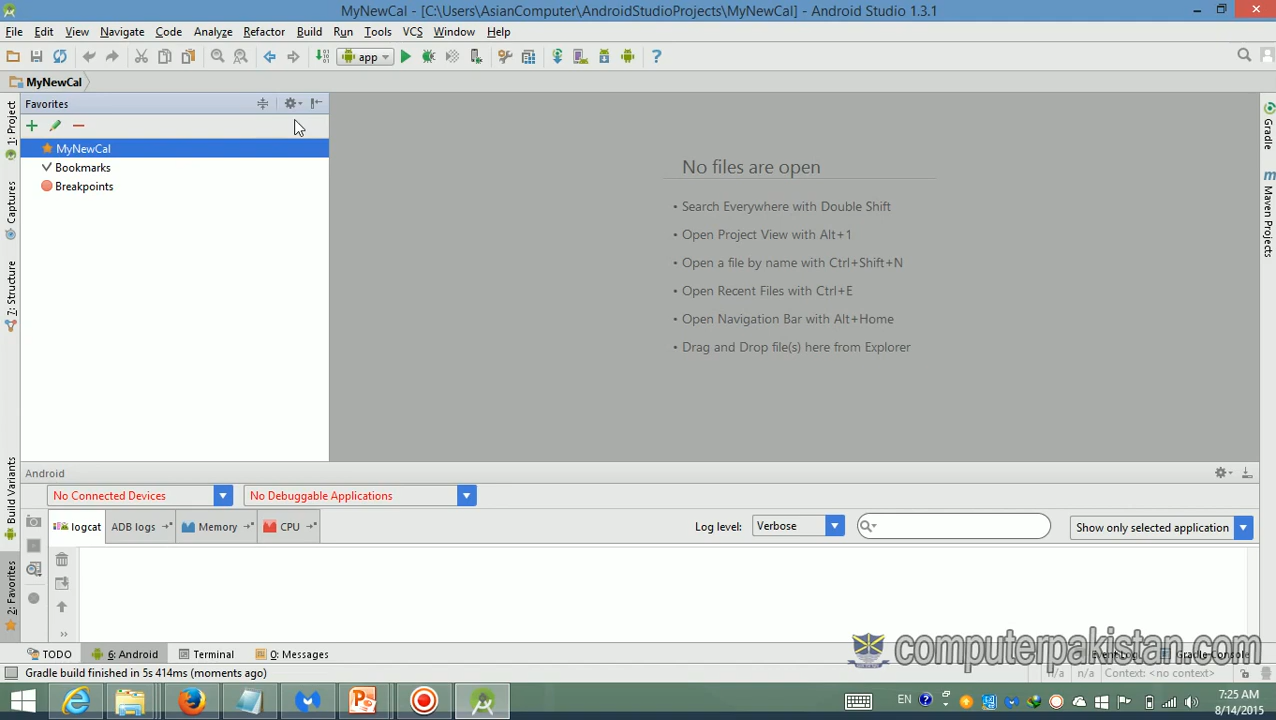 MyNewCal - [C:\Users\AsianComputer\AndroidStudioProjects\MyNewCal] - Android Studio 1.3.1
File Edit View Navigate Code Analyze Refactor Build Run Tools VCS Window Help
app
MyNewCal
Favorites
1: Project
Captures
7: Structure
Build Variants
2: Favorites
MyNewCal
Bookmarks
Breakpoints
No files are open
• Search Everywhere with Double Shift
• Open Project View with Alt+1
• Open a file by name with Ctrl+Shift+N
• Open Recent Files with Ctrl+E
• Open Navigation Bar with Alt+Home
• Drag and Drop file(s) here from Explorer
Gradle
Maven Projects
Android
No Connected Devices No Debuggable Applications
logcat ADB logs Memory CPU Log level: Verbose Show only selected application
TODO 6: Android Terminal 0: Messages Event Log Gradle Console
computerpakistan.com
Gradle build finished in 5s 414ms (moments ago) n/a n/a Context: <no context>
EN 7:25 AM
8/14/2015